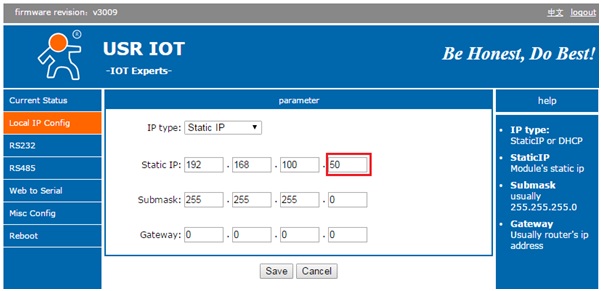 firmware revision: v3009
中文 logout
®
USR IOT
-IOT Experts-
Be Honest, Do Best!
Current Status
Local IP Config
RS232
RS485
Web to Serial
Misc Config
Reboot
parameter
IP type: Static IP
Static IP: 192 . 168 . 100 . 50
Submask: 255 . 255 . 255 . 0
Gateway: 0 . 0 . 0 . 0
Save Cancel
help
• IP type:
StaticIP or DHCP
• StaticIP
Module's static ip
• Submask
usually
255.255.255.0
• Gateway
Usually router's ip
address